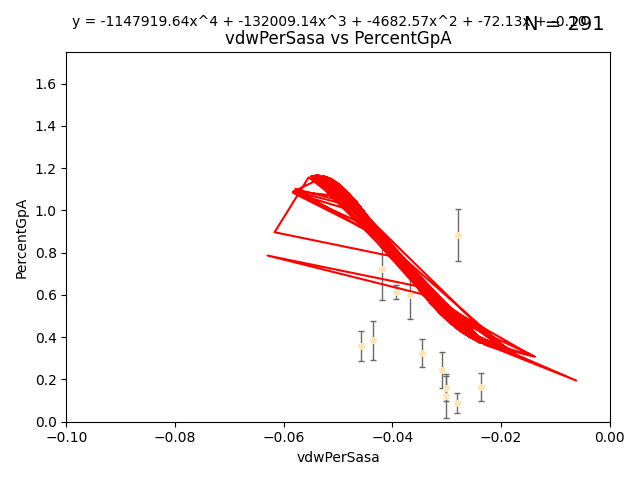 y = -1147919.64x^4 + -132009.14x^3 + -4682.57x^2 + -72.13x +
N = 291
vdwPerSasa vs PercentGpA
PercentGpA
1.6
1.4
1.2
1.0
0.8
0.6
0.4
0.2
0.0
−0.10 −0.08 −0.06 −0.04 −0.02 0.00
vdwPerSasa